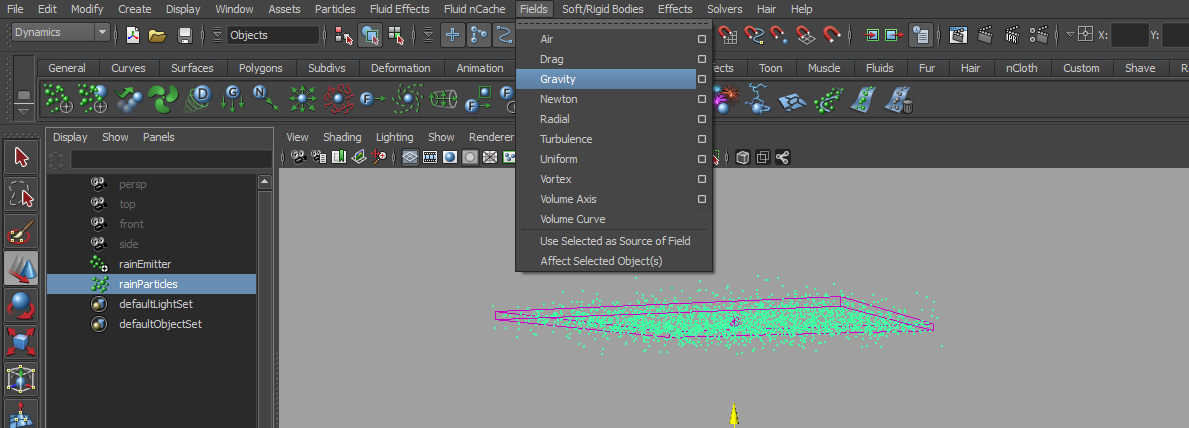 File Edit Modify Create Display Window Assets Particles Fluid Effects Fluid nCache Fields Soft/Rigid Bodies Effects Solvers Hair Help
Dynamics Objects X: Y:
General Curves Surfaces Polygons Subdivs Deformation Animation Toon Muscle Fluids Fur Hair nCloth Custom Shave
Air
Drag
Gravity
Newton
Radial
Turbulence
Uniform
Vortex
Volume Axis
Volume Curve
Use Selected as Source of Field
Affect Selected Object(s)
Display Show Panels
View Shading Lighting Show Renderer
persp
top
front
side
rainEmitter
rainParticles
defaultLightSet
defaultObjectSet